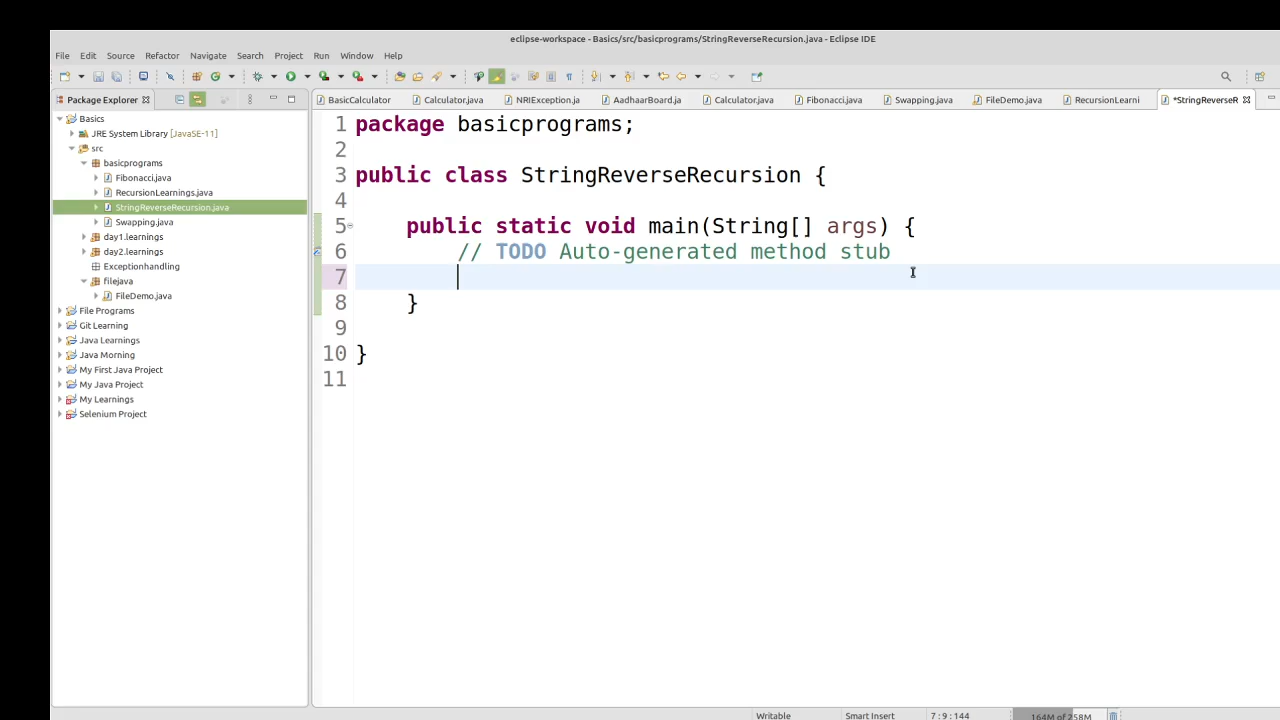 eclipse-workspace - Basics/src/basicprograms/StringReverseRecursion.java - Eclipse IDE
File Edit Source Refactor Navigate Search Project Run Window Help
Package Explorer
BasicCalculator Calculator.java NRIException.ja AadhaarBoard.ja Calculator.java Fibonacci.java Swapping.java FileDemo.java RecursionLearni *StringReverseR
Basics
JRE System Library [JavaSE-11]
src
basicprograms
Fibonacci.java
RecursionLearnings.java
StringReverseRecursion.java
Swapping.java
day1.learnings
day2.learnings
Exceptionhandling
filejava
FileDemo.java
File Programs
Git Learning
Java Learnings
Java Morning
My First Java Project
My Java Project
My Learnings
Selenium Project
1 package basicprograms;
2
3 public class StringReverseRecursion {
4
5 public static void main(String[] args) {
6 // TODO Auto-generated method stub
7
8 }
9
10 }
11
Writable Smart Insert 7 : 9 : 144 164M of 258M